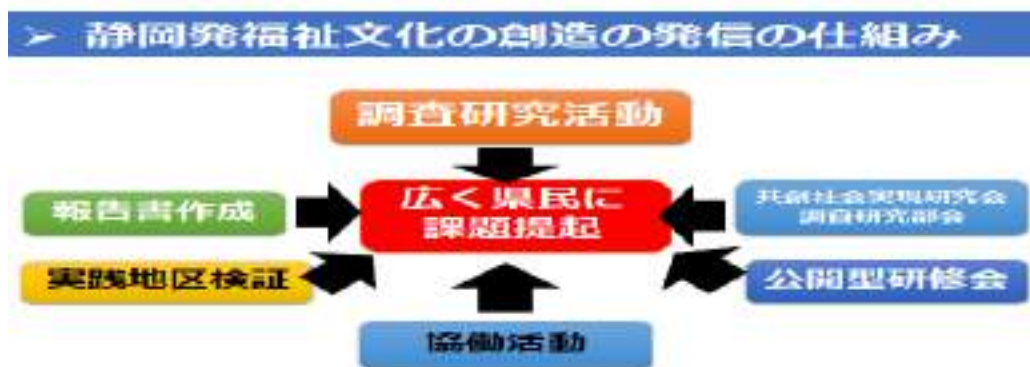 ➢ 静岡発福祉文化の創造の発信の仕組み
調査研究活動
報告書作成
広く県民に
課題提起
共創社会実現研究会
調査研究部会
実践地区検証
公開型研修会
協働活動